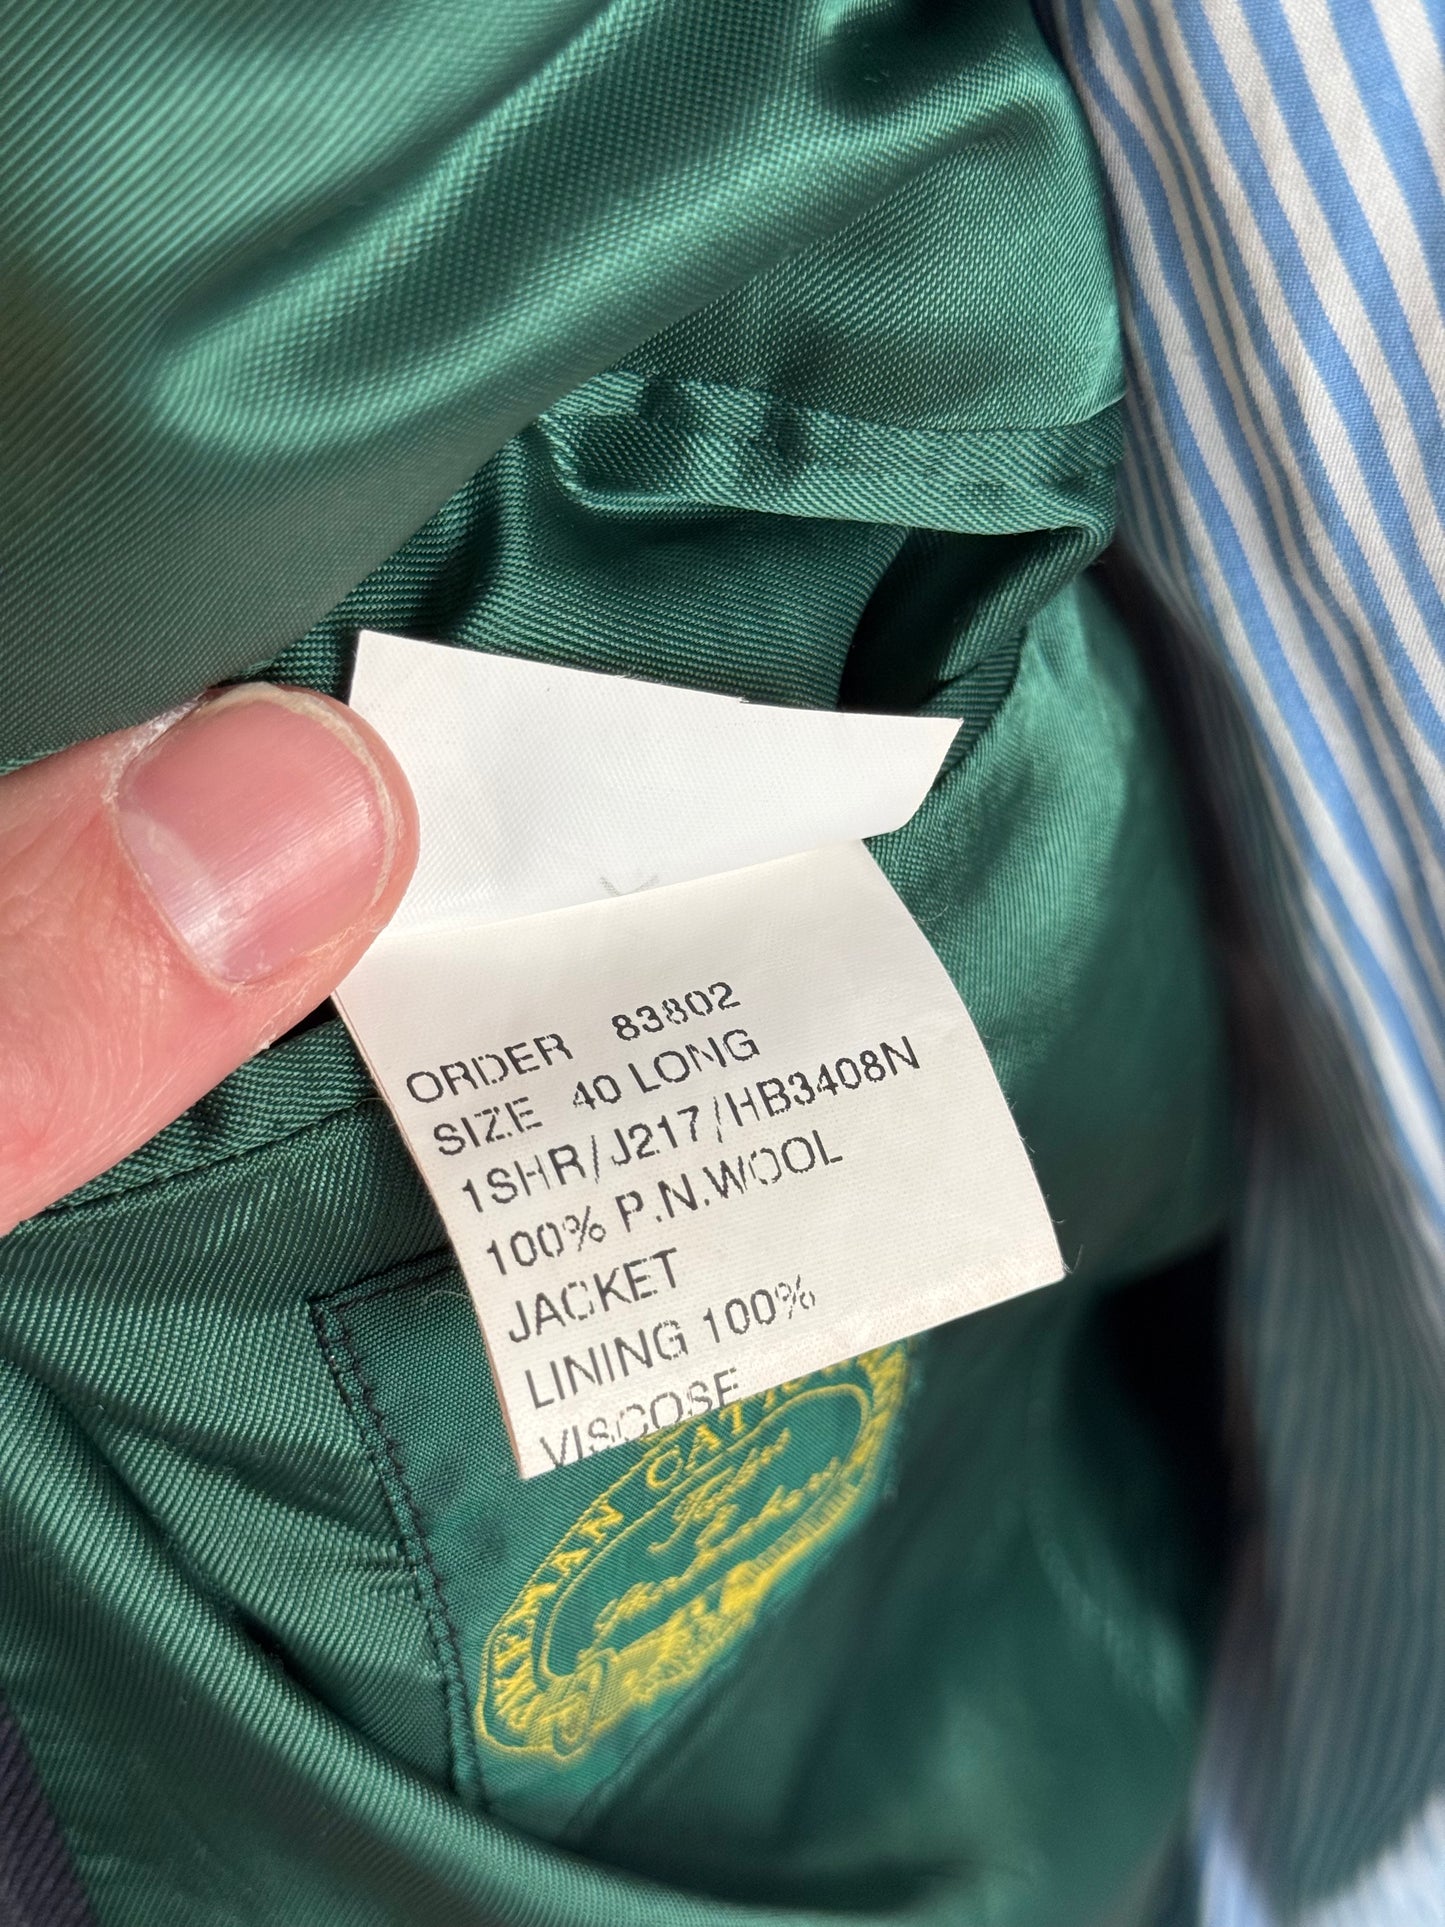 ORDER 83802
SIZE 40 LONG
1SHR/J217/HB3408N
100% P.N.WOOL
JACKET
LINING 100%
VISCOSE